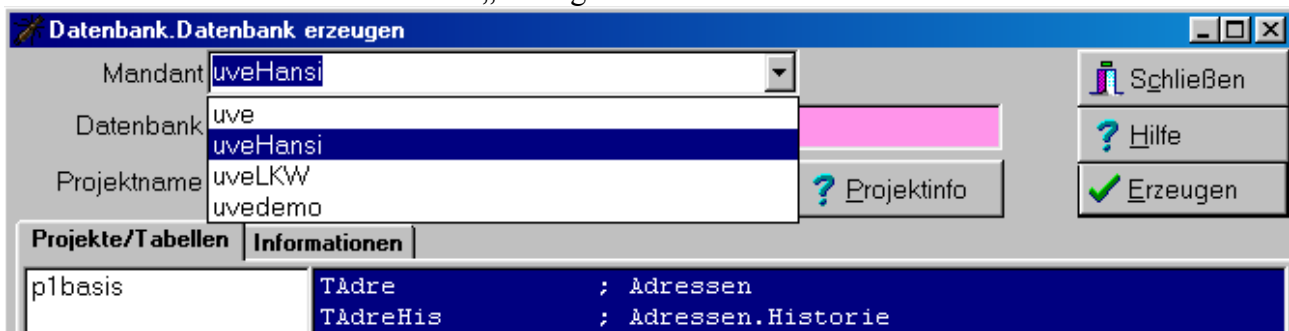 Datenbank.Datenbank erzeugen
Mandant uveHansi
Schließen
uve
Datenbank
uveHansi
Hilfe
Projektname uveLKW
Projektinfo
Erzeugen
uvedemo
Projekte/Tabellen Informationen
p1basis TAdre ; Adressen
TAdreHis ; Adressen.Historie